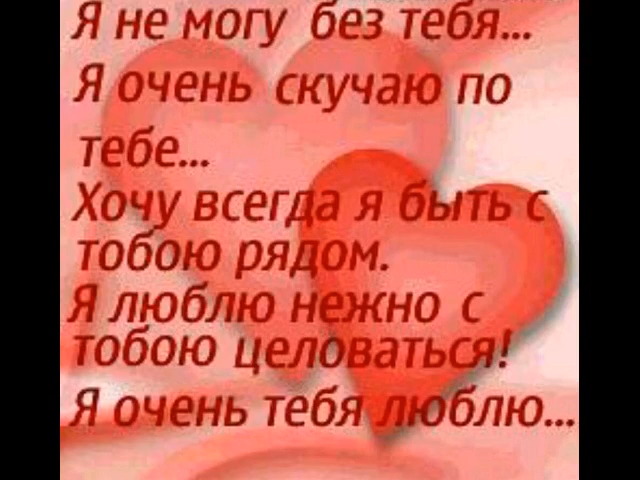 Я не могу без тебя...
Я очень скучаю по
тебе...
Хочу всегда я быть с
тобою рядом.
Я люблю нежно с
тобою целоваться!
Я очень тебя люблю...